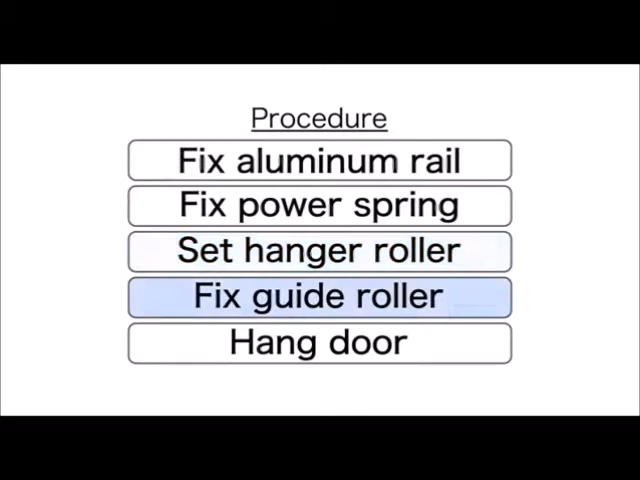 Procedure
Fix aluminum rail
Fix power spring
Set hanger roller
Fix guide roller
Hang door